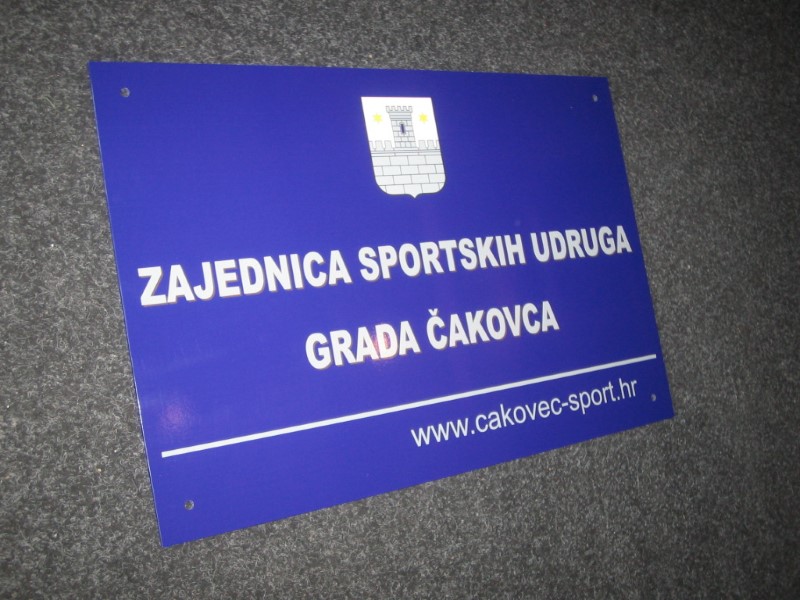 ZAJEDNICA SPORTSKIH UDRUGA
GRADA ČAKOVCA
www.cakovec-sport.hr